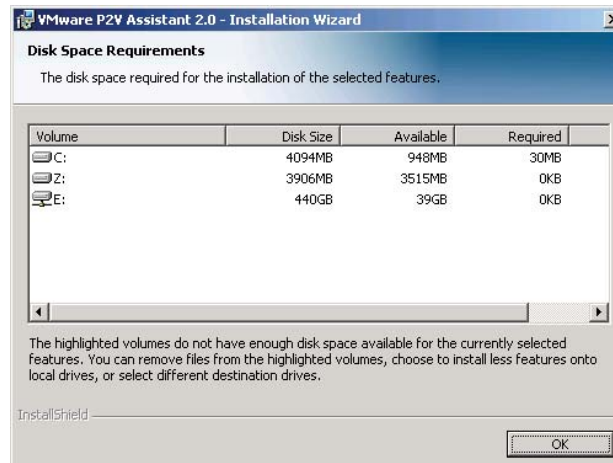 VMware P2V Assistant 2.0 - Installation Wizard
Disk Space Requirements
The disk space required for the installation of the selected features.
Volume Disk Size Available Required
C: 4094MB 948MB 30MB
Z: 3906MB 3515MB 0KB
E: 440GB 39GB 0KB
The highlighted volumes do not have enough disk space available for the currently selected
features. You can remove files from the highlighted volumes, choose to install less features onto
local drives, or select different destination drives.
InstallShield
OK